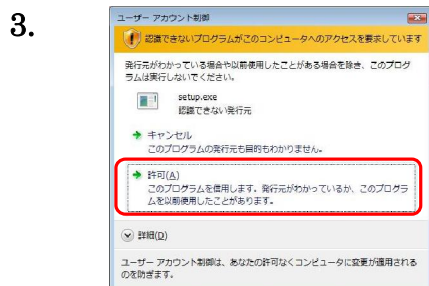 3.
ユーザー アカウント制御
認識できないプログラムがこのコンピュータへのアクセスを要求しています
発行元がわかっている場合や以前使用したことがある場合を除き、このプログ
ラムは実行しないでください。
setup.exe
認識できない発行元
キャンセル
このプログラムの発行元も目的もわかりません。
許可(A)
このプログラムを信用します。発行元がわかっているか、このプログラ
ムを以前使用したことがあります。
詳細(D)
ユーザー アカウント制御は、あなたの許可なくコンピュータに変更が適用される
のを防ぎます。